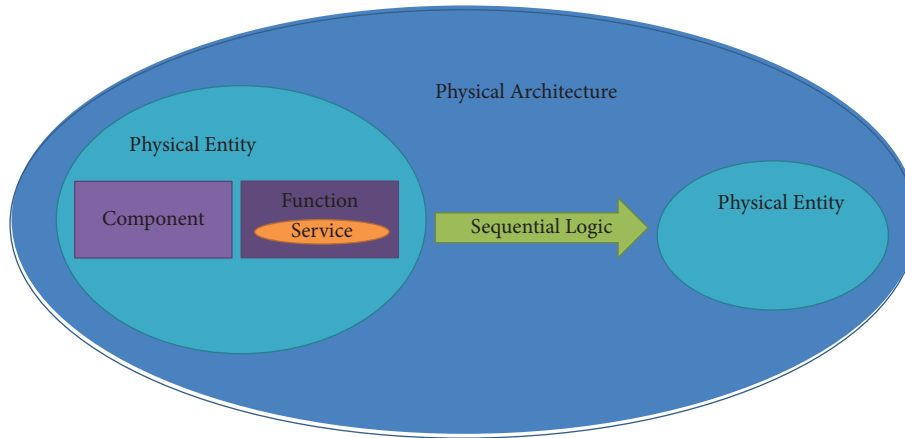 Physical Architecture
Physical Entity
Component
Function
Service
Sequential Logic
Physical Entity